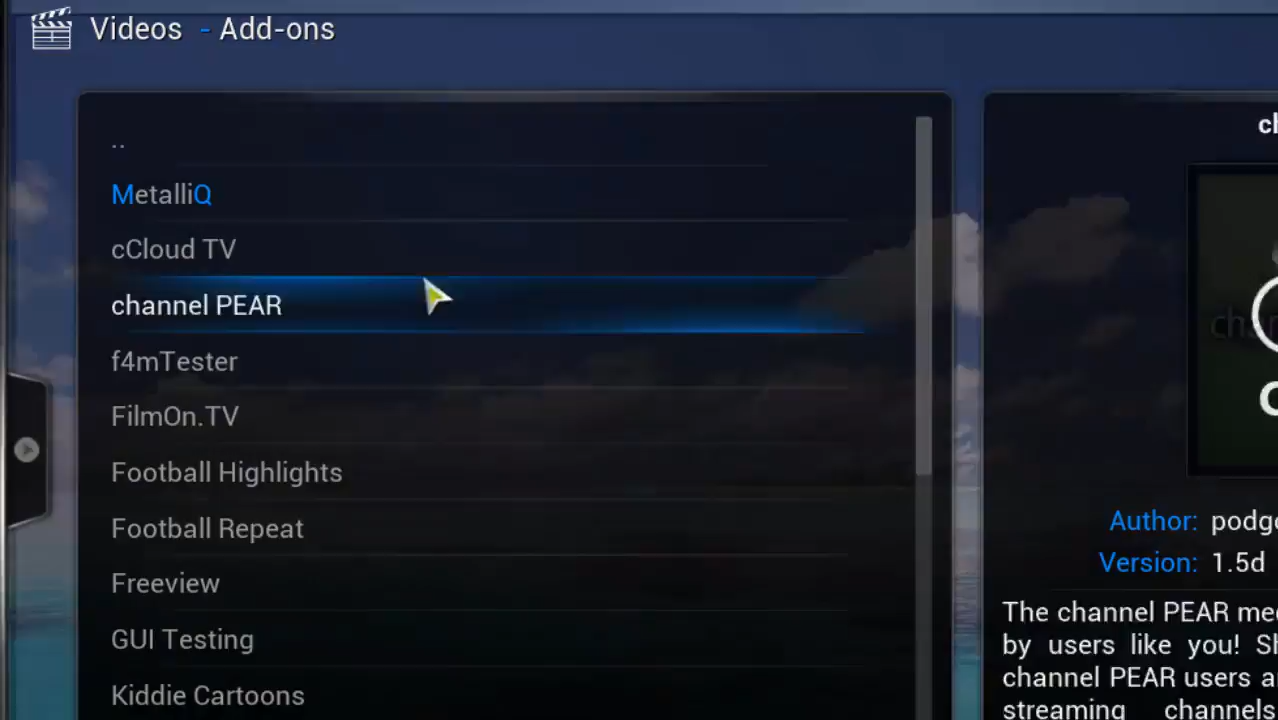 Videos - Add-ons
..
MetalliQ
cCloud TV
channel PEAR
f4mTester
FilmOn.TV
Football Highlights
Football Repeat
Freeview
GUI Testing
Kiddie Cartoons
Author:
Version: 1.5d
The channel PEAR
by users like you!
channel PEAR users
streaming channels